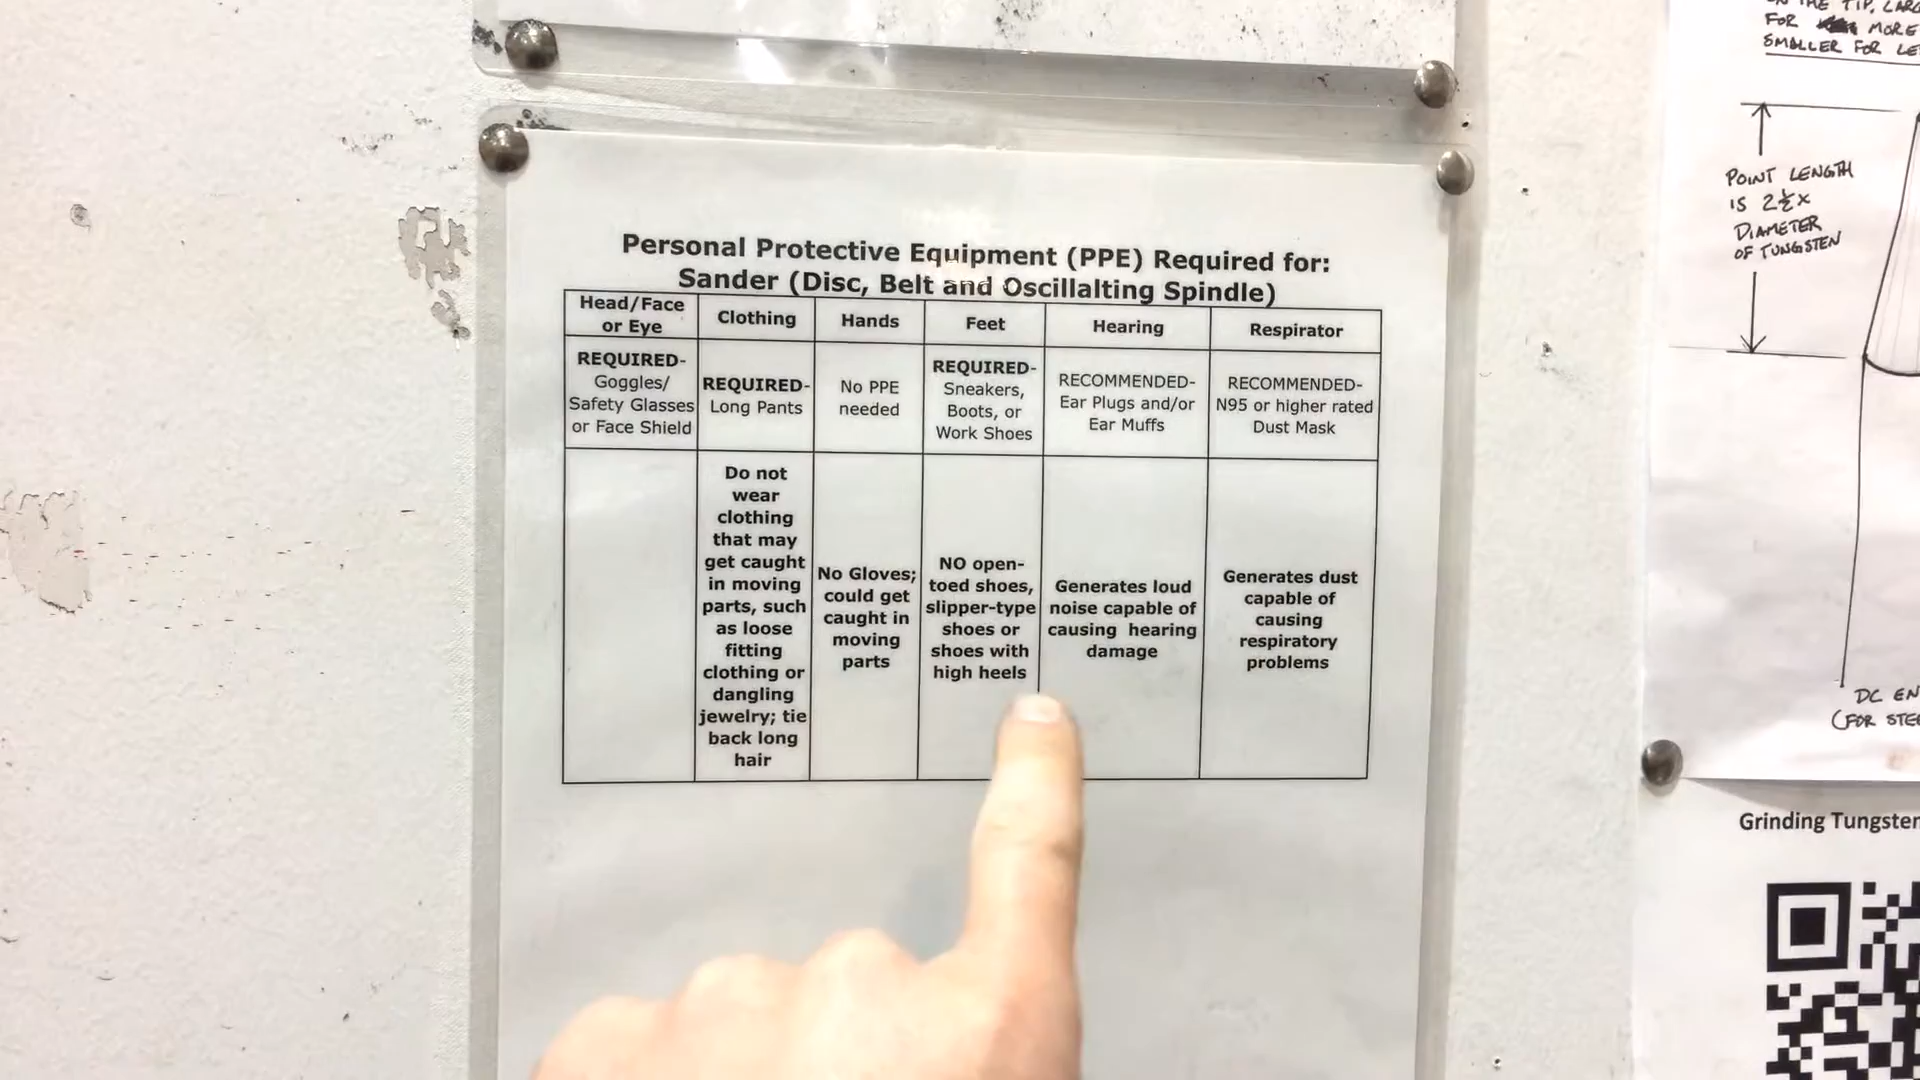 Personal Protective Equipment (PPE) Required for:
Sander (Disc, Belt and Oscillalting Spindle)
Head/Face
or Eye
Clothing
Hands
Feet
Hearing
Respirator
REQUIRED-
Goggles/
Safety Glasses
or Face Shield
REQUIRED-
Long Pants
No PPE
needed
REQUIRED-
Sneakers,
Boots, or
Work Shoes
RECOMMENDED-
Ear Plugs and/or
Ear Muffs
RECOMMENDED-
N95 or higher rated
Dust Mask
Do not
wear
clothing
that may
get caught
in moving
parts, such
as loose
fitting
clothing or
dangling
jewelry; tie
back long
hair
No Gloves;
could get
caught in
moving
parts
NO open-
toed shoes,
slipper-type
shoes or
shoes with
high heels
Generates loud
noise capable of
causing hearing
damage
Generates dust
capable of
causing
respiratory
problems
THE TIP,
FOR MORE
SMALLER FOR
POINT LENGTH
IS 2½X
DIAMETER
OF TUNGSTEN
DC
(FOR
Grinding Tungsten